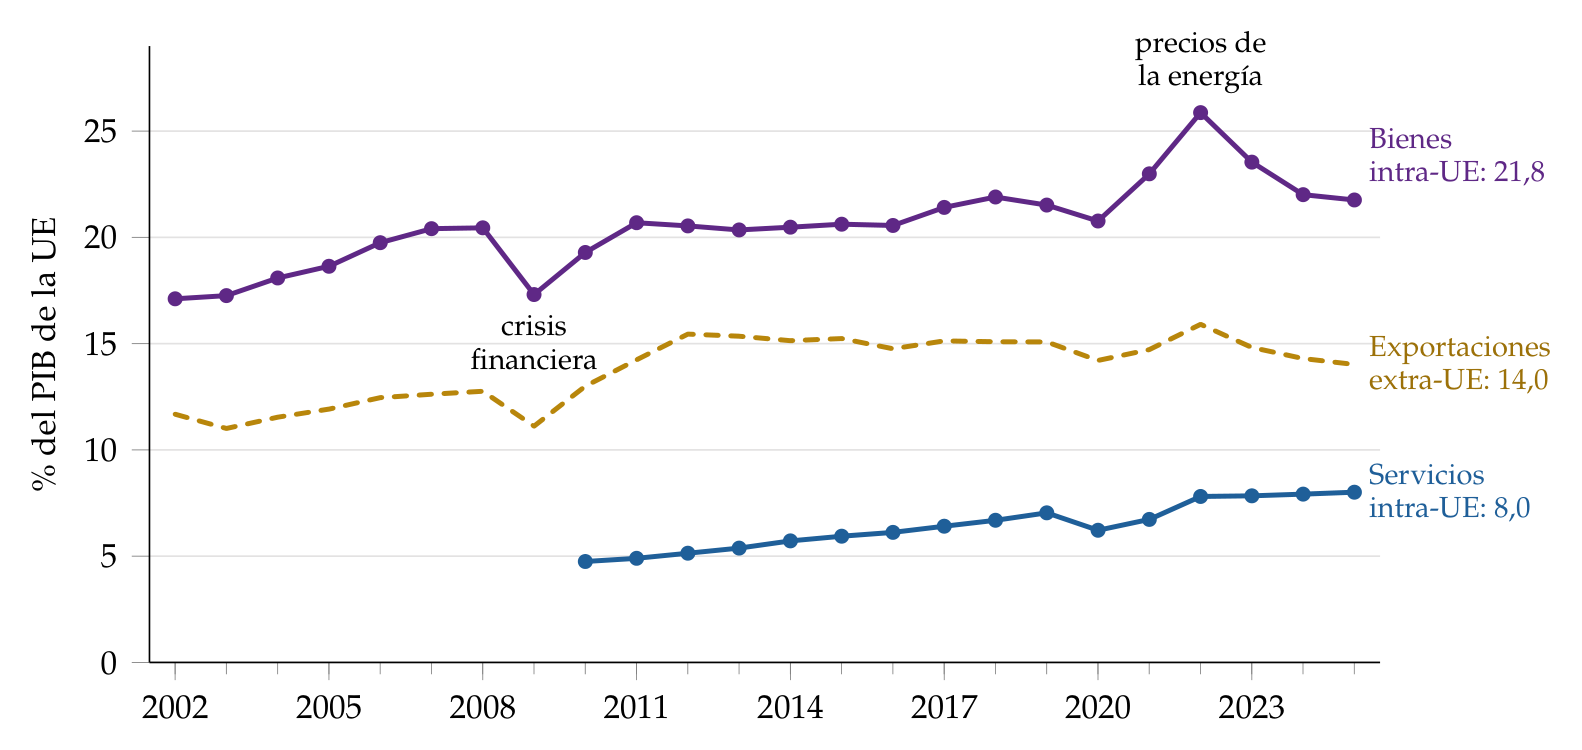 precios de
la energía
25
Bienes
intra-UE: 21,8
20
% del PIB de la UE
crisis
financiera
15
Exportaciones
extra-UE: 14,0
10
Servicios
intra-UE: 8,0
5
0
2002
2005
2008
2011
2014
2017
2020
2023